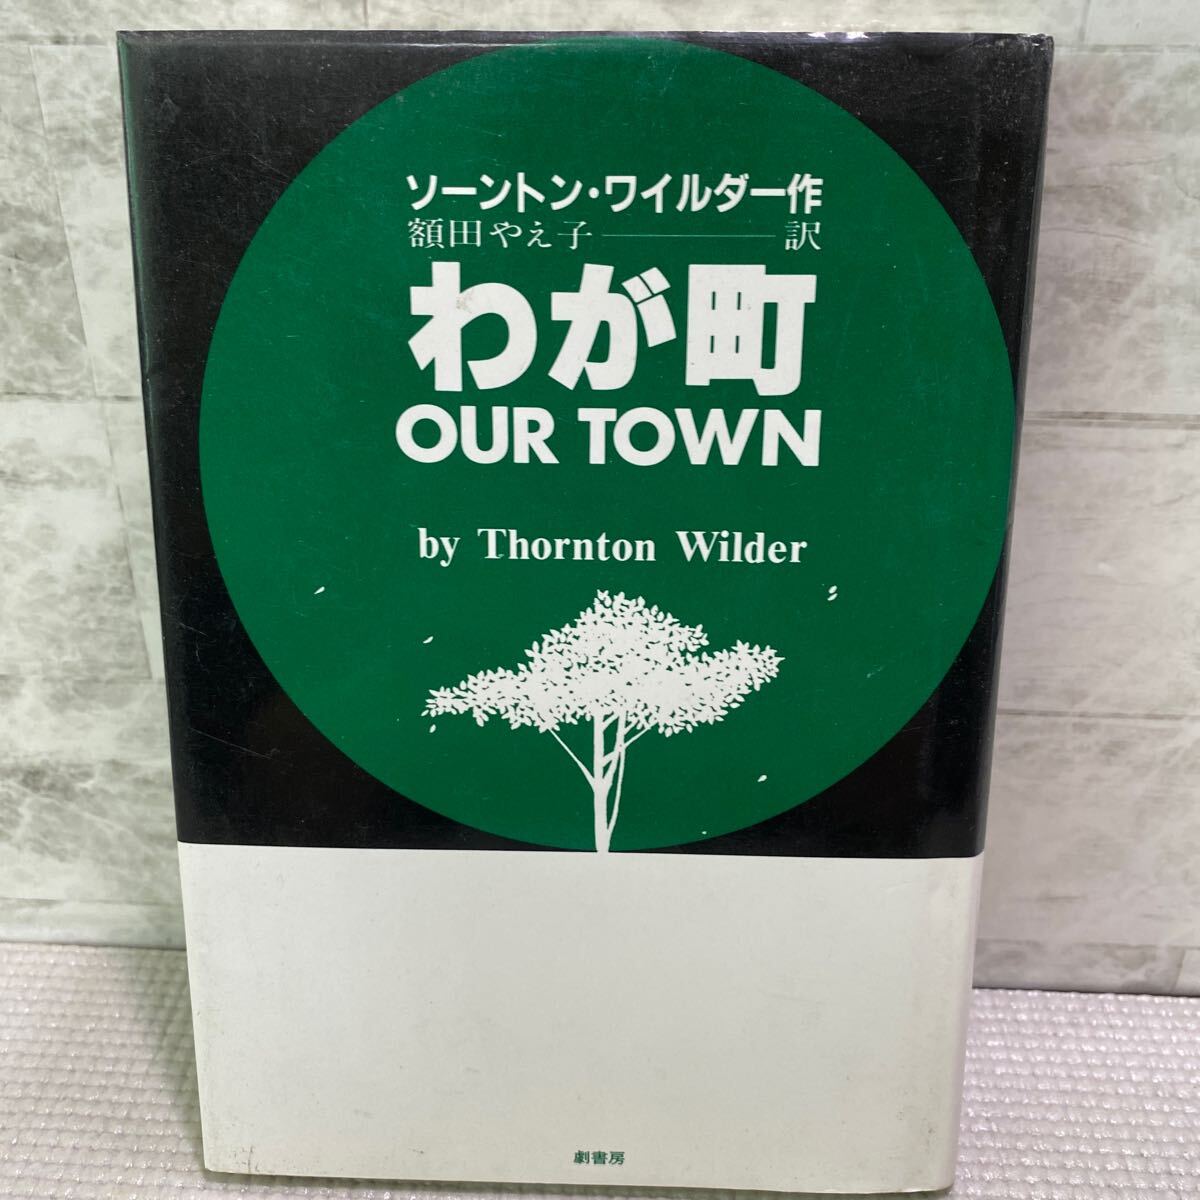 ソーントン・ワイルダー作
額田やえ子――訳
わが町
OUR TOWN
by Thornton Wilder
劇書房